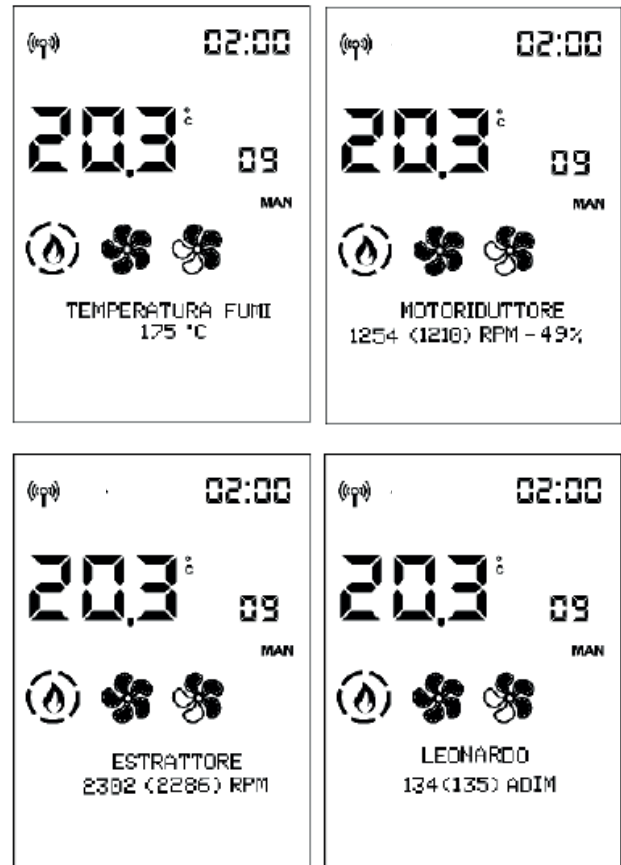 02:00
20.3 °C
09
MAN
TEMPERATURA FUMI
175 °C
02:00
20.3 °C
09
MAN
MOTORIDUTTORE
1254 (1210) RPM - 49%
02:00
20.3 °C
09
MAN
ESTRATTORE
2302 (2286) RPM
02:00
20.3 °C
09
MAN
LEONARDO
134(135) ADIM